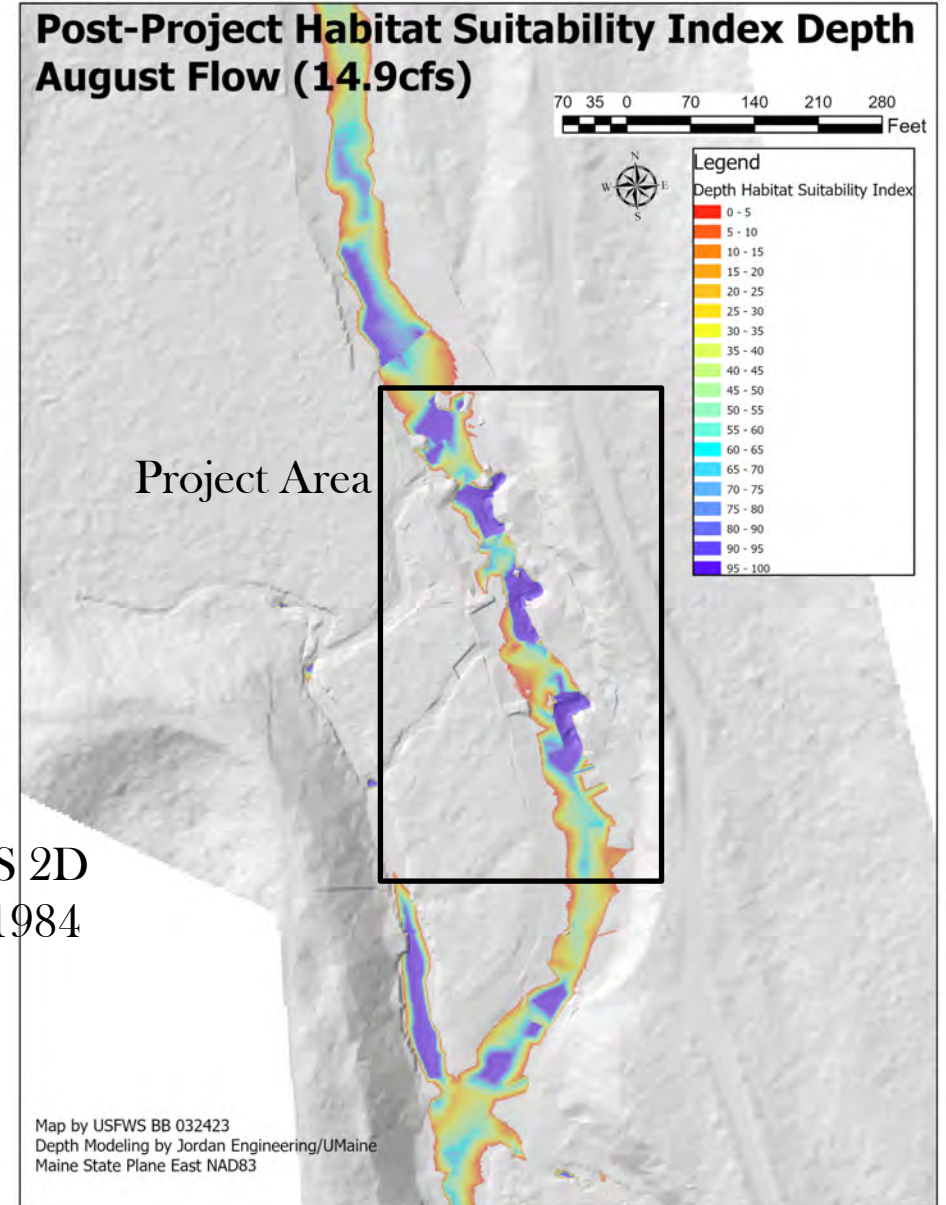 Post-Project Habitat Suitability Index Depth
August Flow (14.9cfs)
70 35 0 70 140 210 280
Feet
N
W E
S
Legend
Depth Habitat Suitability Index
0 - 5
5 - 10
10 - 15
15 - 20
20 - 25
25 - 30
30 - 35
35 - 40
40 - 45
45 - 50
50 - 55
55 - 60
60 - 65
65 - 70
70 - 75
75 - 80
80 - 90
90 - 95
95 - 100
Project Area
S 2D
1984
Map by USFWS BB 032423
Depth Modeling by Jordan Engineering/UMaine
Maine State Plane East NAD83